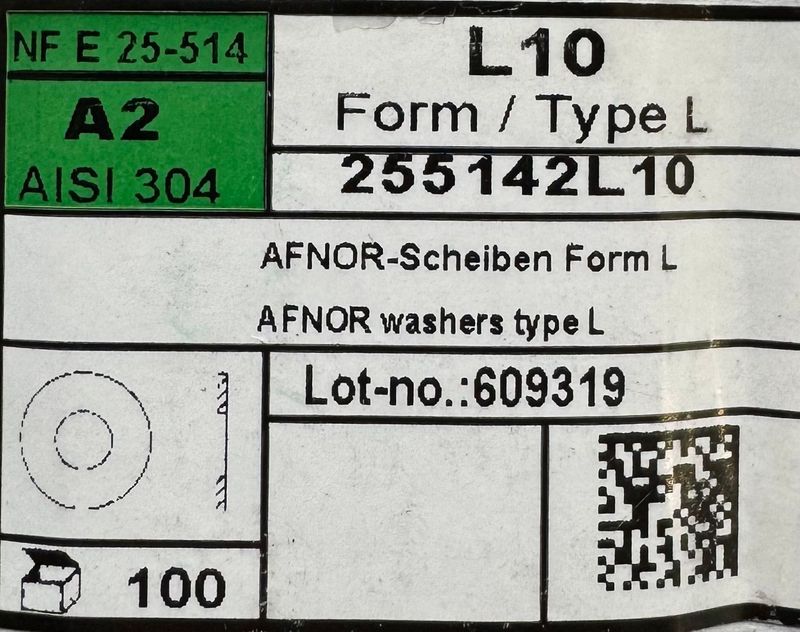 NF E 25-514
A2
AISI 304
L10
Form / Type L
255142L10
AFNOR-Scheiben Form L
AFNOR washers type L
Lot-no.:609319
100